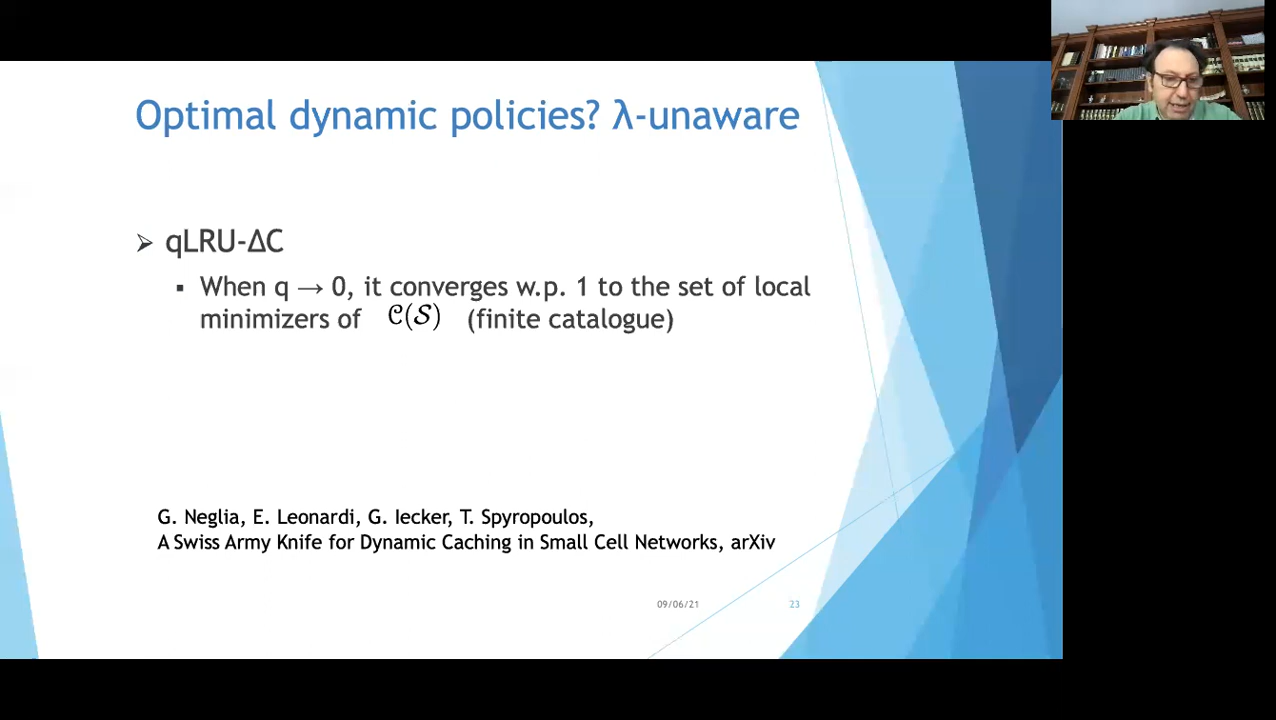 Optimal dynamic policies? λ-unaware
➢ qLRU-ΔC
▪ When q → 0, it converges w.p. 1 to the set of local
minimizers of 𝒞(𝒮) (finite catalogue)
G. Neglia, E. Leonardi, G. Iecker, T. Spyropoulos,
A Swiss Army Knife for Dynamic Caching in Small Cell Networks, arXiv
09/06/21 23